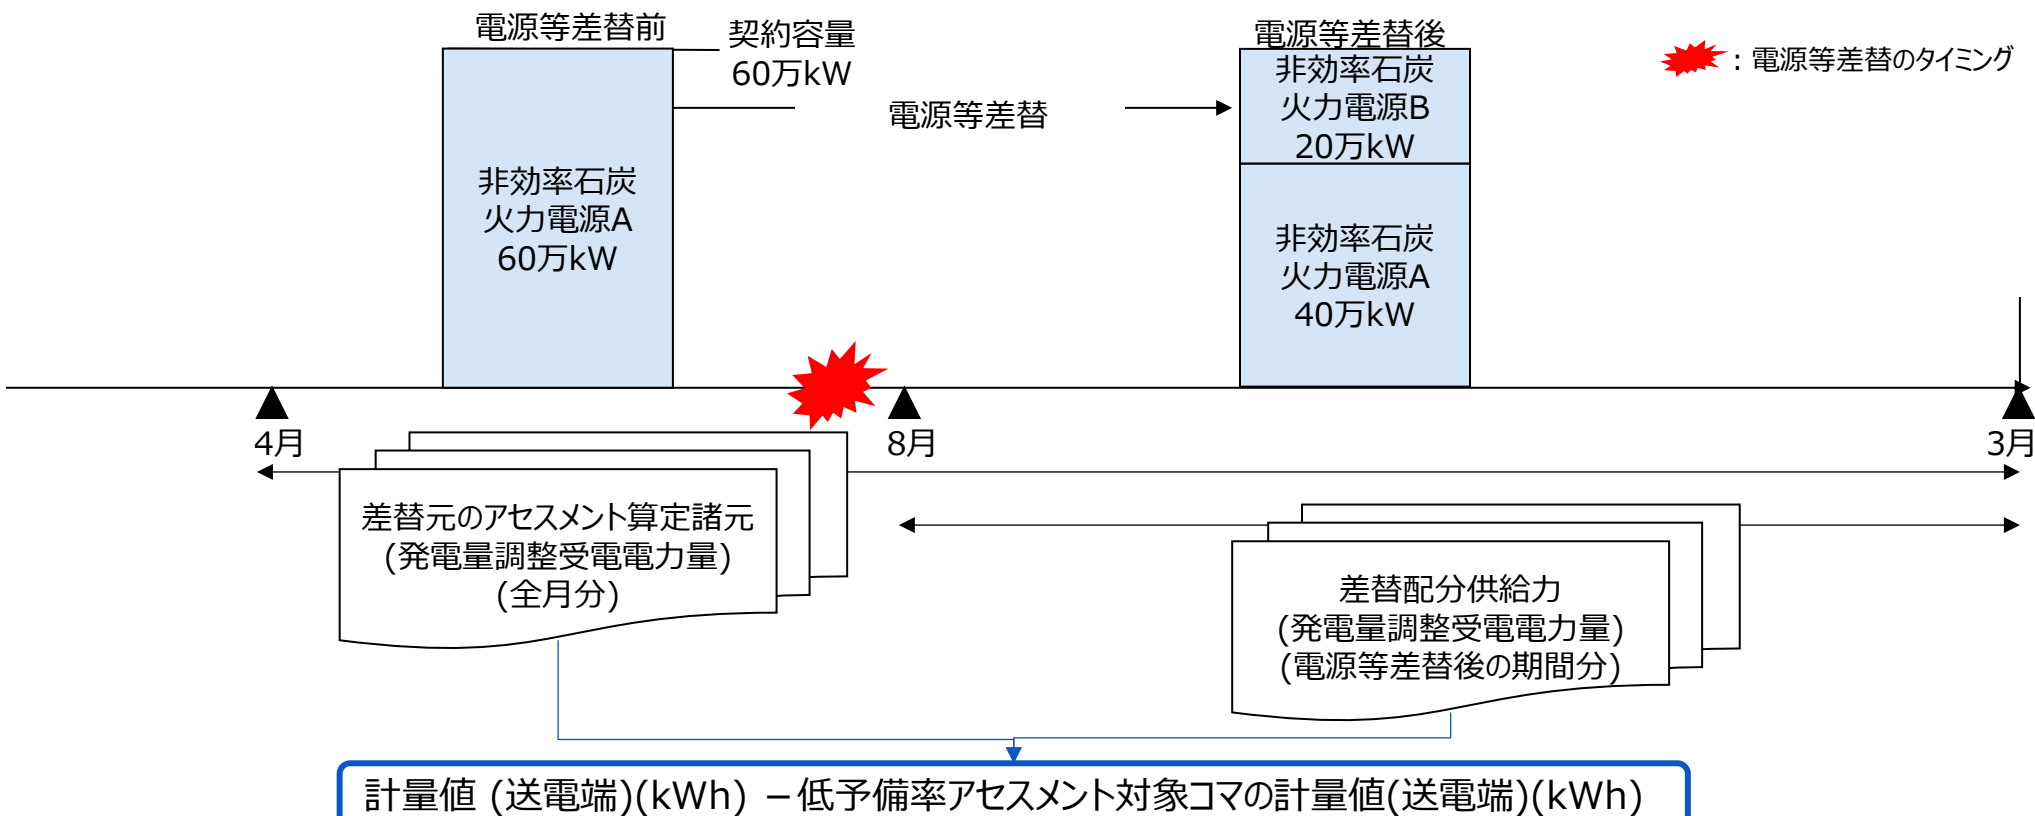 電源等差替前
契約容量
60万kW
電源等差替後
：電源等差替のタイミング
電源等差替
非効率石炭
火力電源A
60万kW
非効率石炭
火力電源B
20万kW
非効率石炭
火力電源A
40万kW
4月
8月
3月
差替元のアセスメント算定諸元
(発電量調整受電電力量)
(全月分)
差替配分供給力
(発電量調整受電電力量)
(電源等差替後の期間分)
計量値 (送電端)(kWh) －低予備率アセスメント対象コマの計量値(送電端)(kWh)